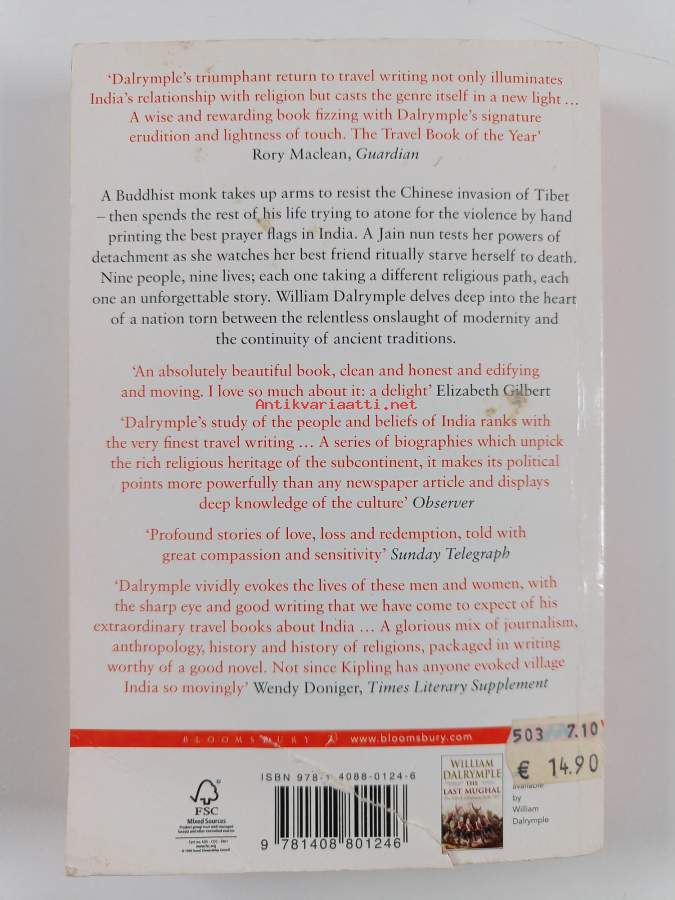 ‘Dalrymple’s triumphant return to travel writing not only illuminates
India’s relationship with religion but casts the genre itself in a new light ...
A wise and rewarding book fizzing with Dalrymple’s signature
erudition and lightness of touch. The Travel Book of the Year’
Rory Maclean, Guardian
A Buddhist monk takes up arms to resist the Chinese invasion of Tibet
– then spends the rest of his life trying to atone for the violence by hand
printing the best prayer flags in India. A Jain nun tests her powers of
detachment as she watches her best friend ritually starve herself to death.
Nine people, nine lives; each one taking a different religious path, each
one an unforgettable story. William Dalrymple delves deep into the heart
of a nation torn between the relentless onslaught of modernity and
the continuity of ancient traditions.
‘An absolutely beautiful book, clean and honest and edifying
and moving. I love so much about it: a delight’ Elizabeth Gilbert
Antikvariaatti.net
‘Dalrymple’s study of the people and beliefs of India ranks with
the very finest travel writing ... A series of biographies which unpick
the rich religious heritage of the subcontinent, it makes its political
points more powerfully than any newspaper article and displays
deep knowledge of the culture’ Observer
‘Profound stories of love, loss and redemption, told with
great compassion and sensitivity’ Sunday Telegraph
‘Dalrymple vividly evokes the lives of these men and women, with
the sharp eye and good writing that we have come to expect of his
extraordinary travel books about India ... A glorious mix of journalism,
anthropology, history and history of religions, packaged in writing
worthy of a good novel. Not since Kipling has anyone evoked village
India so movingly’ Wendy Doniger, Times Literary Supplement
BLOOMSBURY www.bloomsbury.com
503 7.10
€ 14.90
ISBN 978-1 4088-0124-6
9 781408 801246
FSC
Mixed Sources
WILLIAM
DALRYMPLE
THE
LAST MUGHAL
available
by
William
Dalrymple